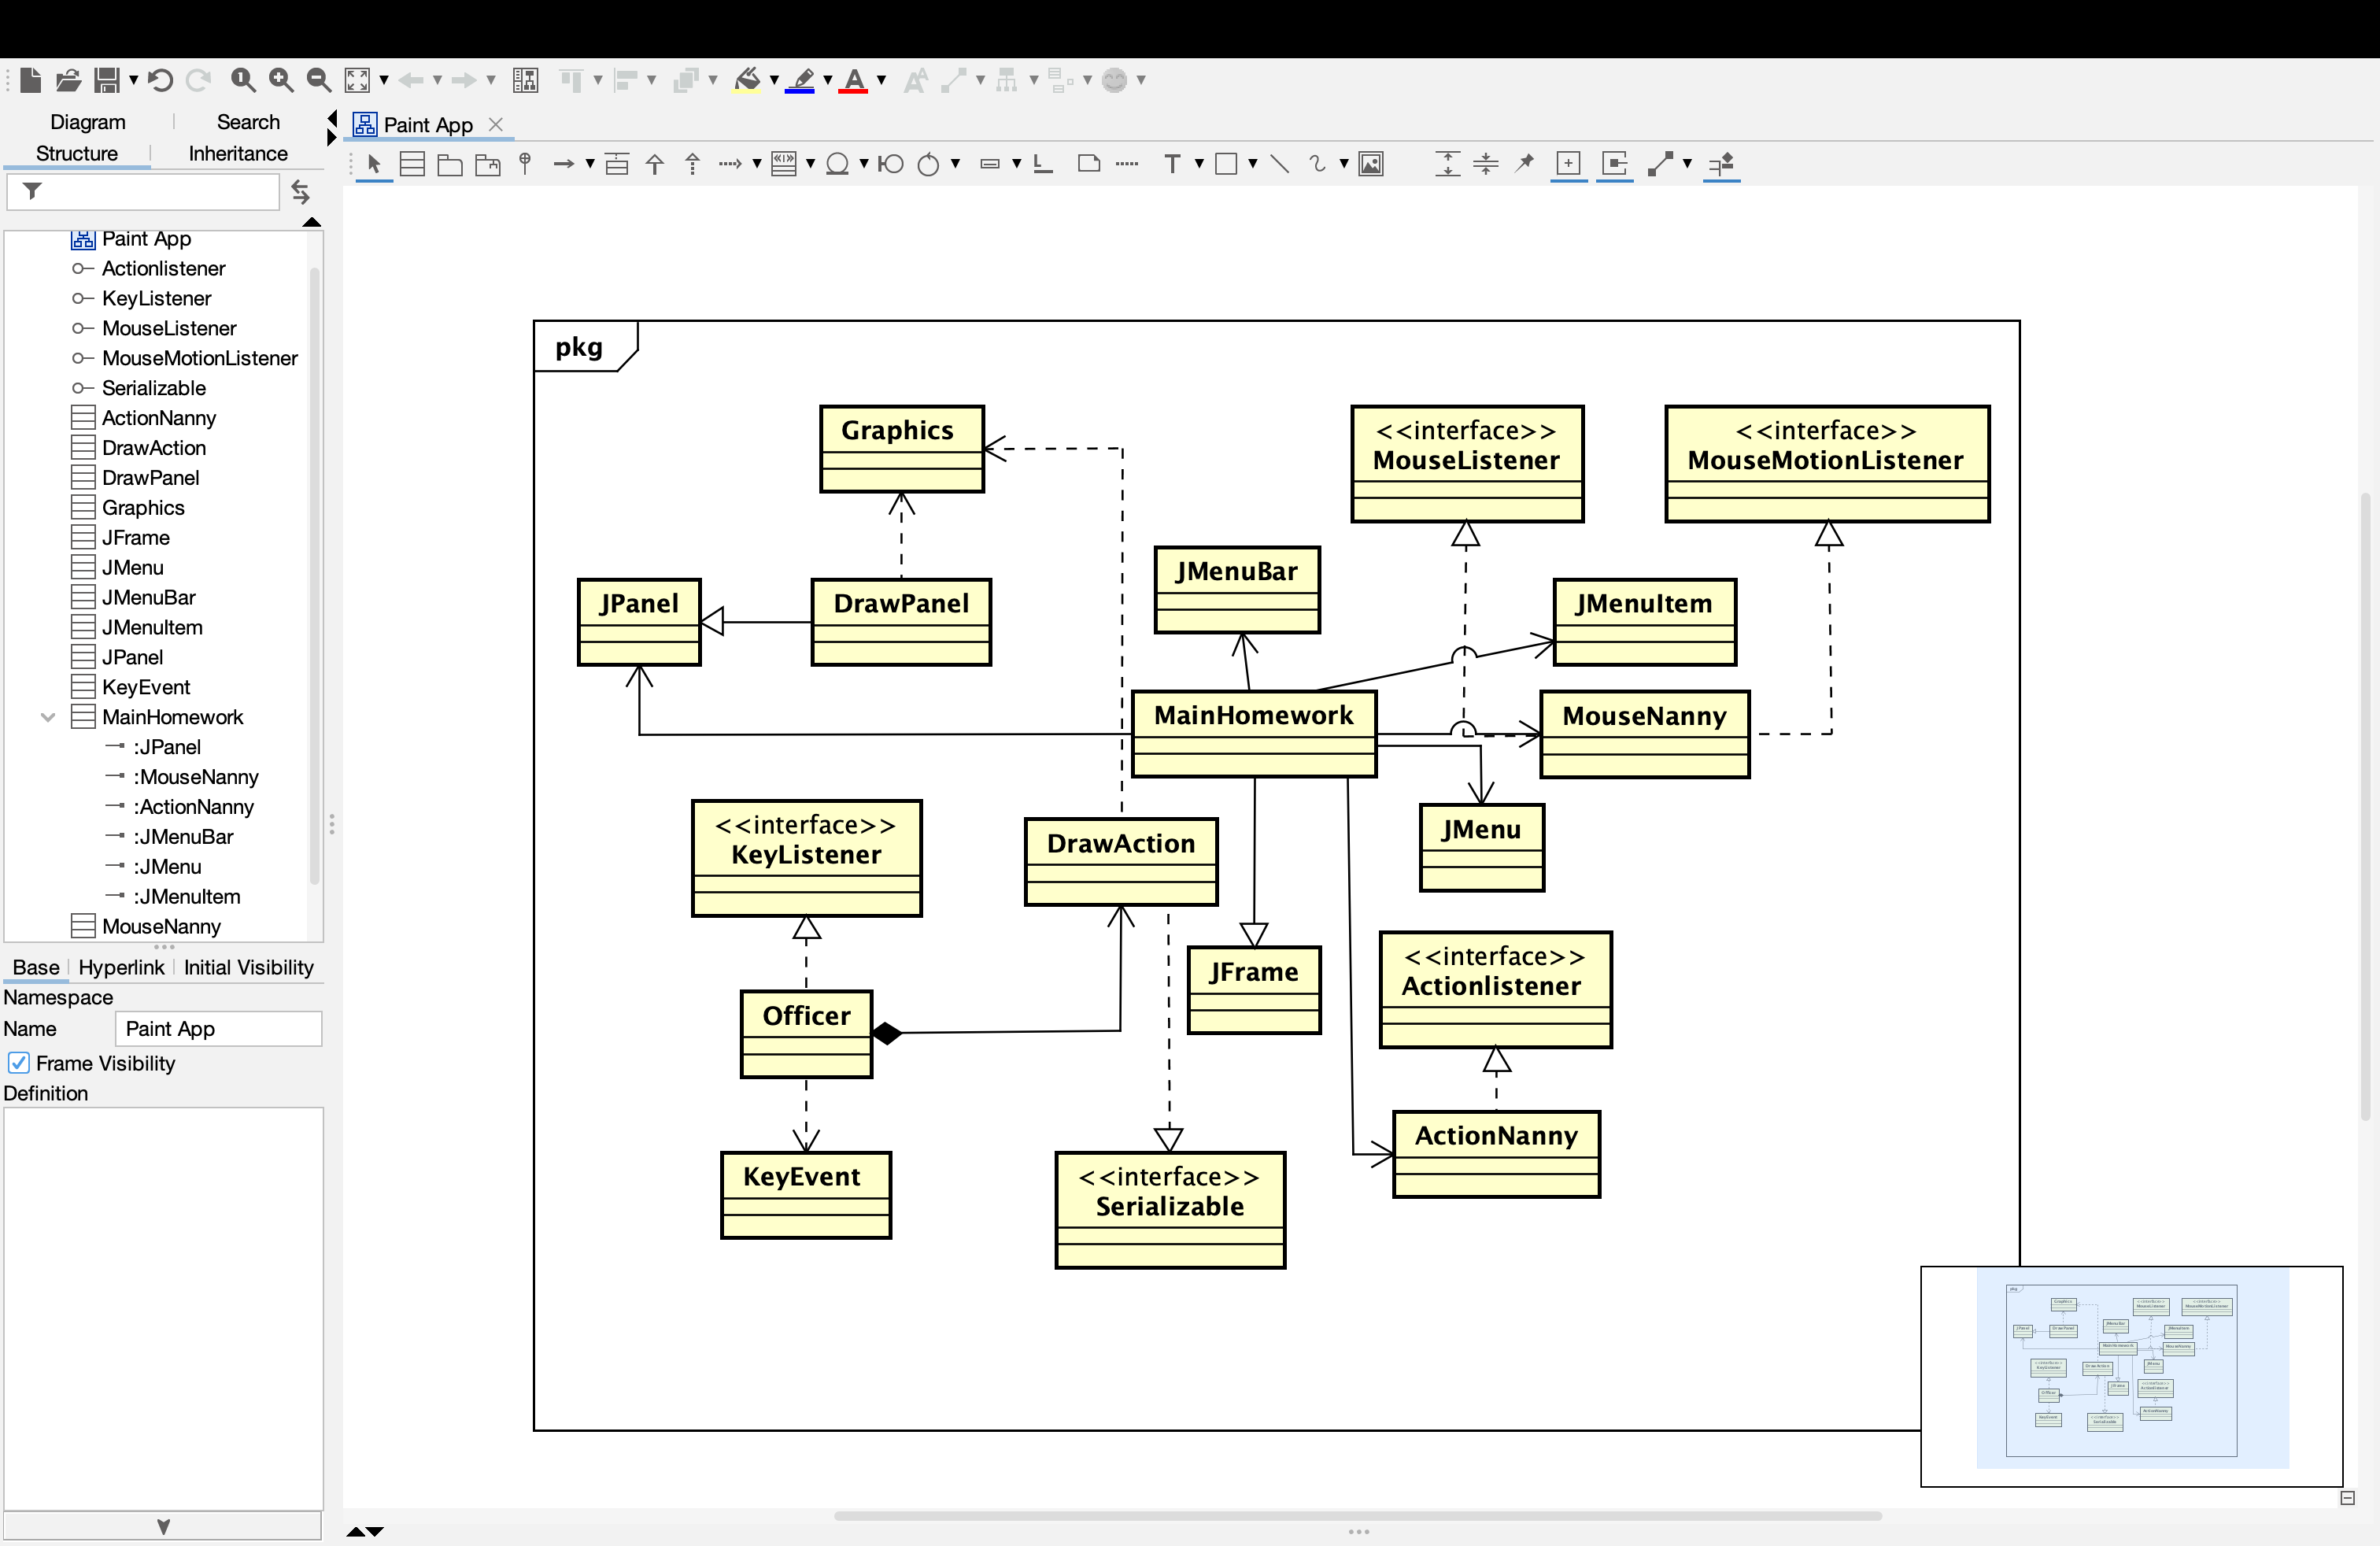 Diagram
Search
Structure
Inheritance
Paint App
Actionlistener
KeyListener
MouseListener
MouseMotionListener
Serializable
ActionNanny
DrawAction
DrawPanel
Graphics
JFrame
JMenu
JMenuBar
JMenuItem
JPanel
KeyEvent
MainHomework
:JPanel
:MouseNanny
:ActionNanny
:JMenuBar
:JMenu
:JMenuItem
MouseNanny
Base
Hyperlink
Initial Visibility
Namespace
Name
Paint App
Frame Visibility
Definition
Paint App
pkg
Graphics
<<interface>>
MouseListener
<<interface>>
MouseMotionListener
JMenuBar
JPanel
DrawPanel
JMenuItem
MainHomework
MouseNanny
<<interface>>
KeyListener
DrawAction
JMenu
JFrame
<<interface>>
Actionlistener
Officer
ActionNanny
KeyEvent
<<interface>>
Serializable